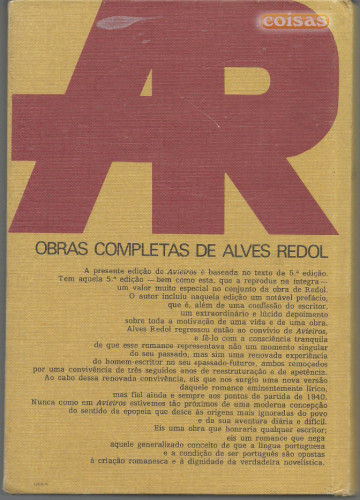 coisas
AR
OBRAS COMPLETAS DE ALVES REDOL
A presente edição de Avieiros é baseada no texto da 5.ª edição.
Tem aquela 5.ª edição — bem como esta, que a reproduz na íntegra —
um valor muito especial no conjunto da obra de Redol.
O autor incluiu naquela edição um notável prefácio,
que é, além de uma confissão do escritor,
um extraordinário e lúcido depoimento
sobre toda a motivação de uma vida e de uma obra.
Alves Redol regressou então ao convívio de Avieiros,
e fê-lo com a consciência tranquila
de que esse romance representava não um momento singular
do seu passado, mas sim uma renovada experiência
do homem-escritor no seu espassado-futuro, ambos remoçados
por uma convivência de três seguidos anos de reestruturação e de apetência.
Ao cabo dessa renovada convivência, eis que nos surgiu uma nova versão
daquele romance eminentemente lírico,
mas fiel ainda e sempre aos pontos de partida de 1940.
Nunca como em Avieiros estivemos tão próximos de uma moderna concepção
do sentido da epopeia que desce às origens mais ignoradas do povo
e da sua aventura diária e difícil.
Eis uma obra que honraria qualquer escritor;
eis um romance que nega
aquele generalizado conceito de que a língua portuguesa
e a condição de ser português são opostas
à criação romanesca e à dignidade da verdadeira novelística.